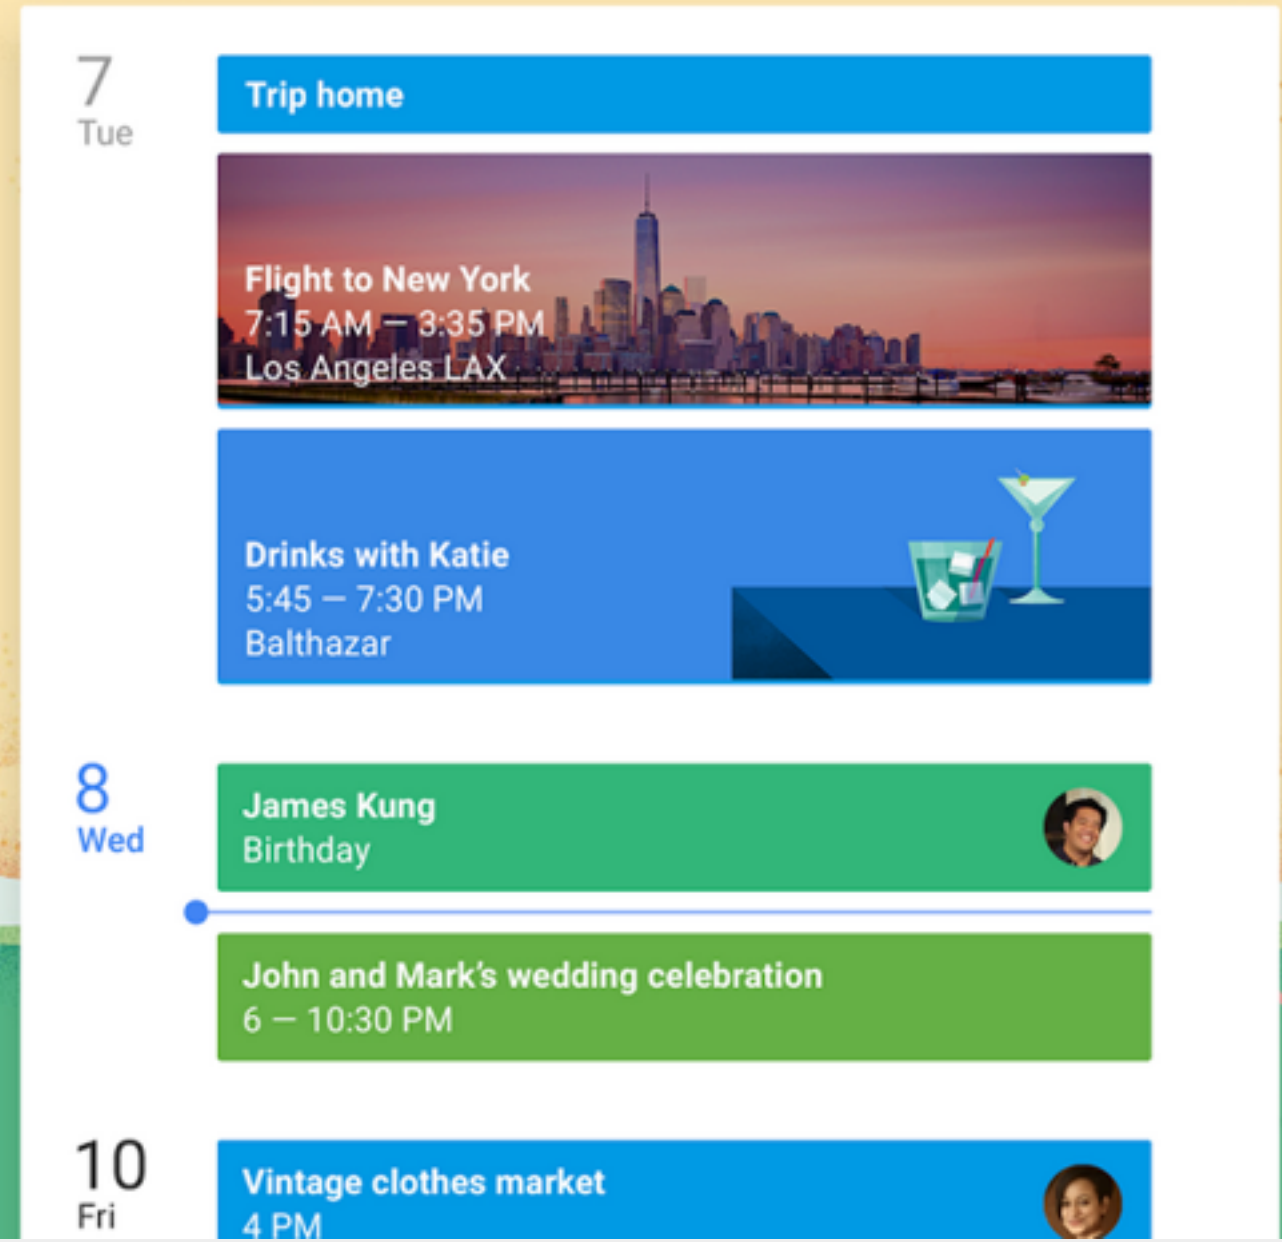 7
Tue
Trip home
Flight to New York
7:15 AM — 3:35 PM
Los Angeles LAX
Drinks with Katie
5:45 — 7:30 PM
Balthazar
8
Wed
James Kung
Birthday
John and Mark's wedding celebration
6 — 10:30 PM
10
Fri
Vintage clothes market
4 PM